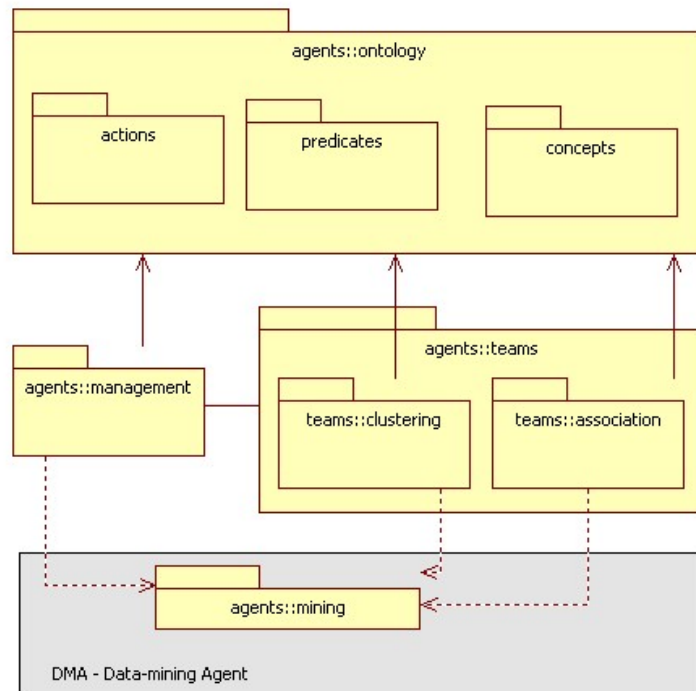 agents::ontology
actions
predicates
concepts
agents::teams
agents::management
teams::clustering
teams::association
agents::mining
DMA - Data-mining Agent